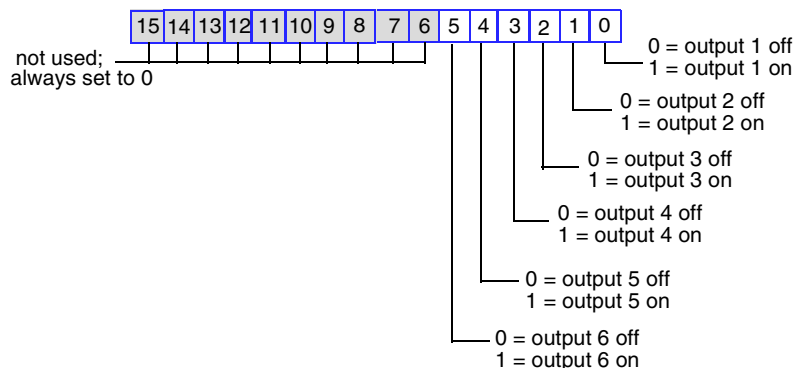 15 14 13 12 11 10 9 8 7 6 5 4 3 2 1 0
not used;
always set to 0
0 = output 1 off
1 = output 1 on
0 = output 2 off
1 = output 2 on
0 = output 3 off
1 = output 3 on
0 = output 4 off
1 = output 4 on
0 = output 5 off
1 = output 5 on
0 = output 6 off
1 = output 6 on